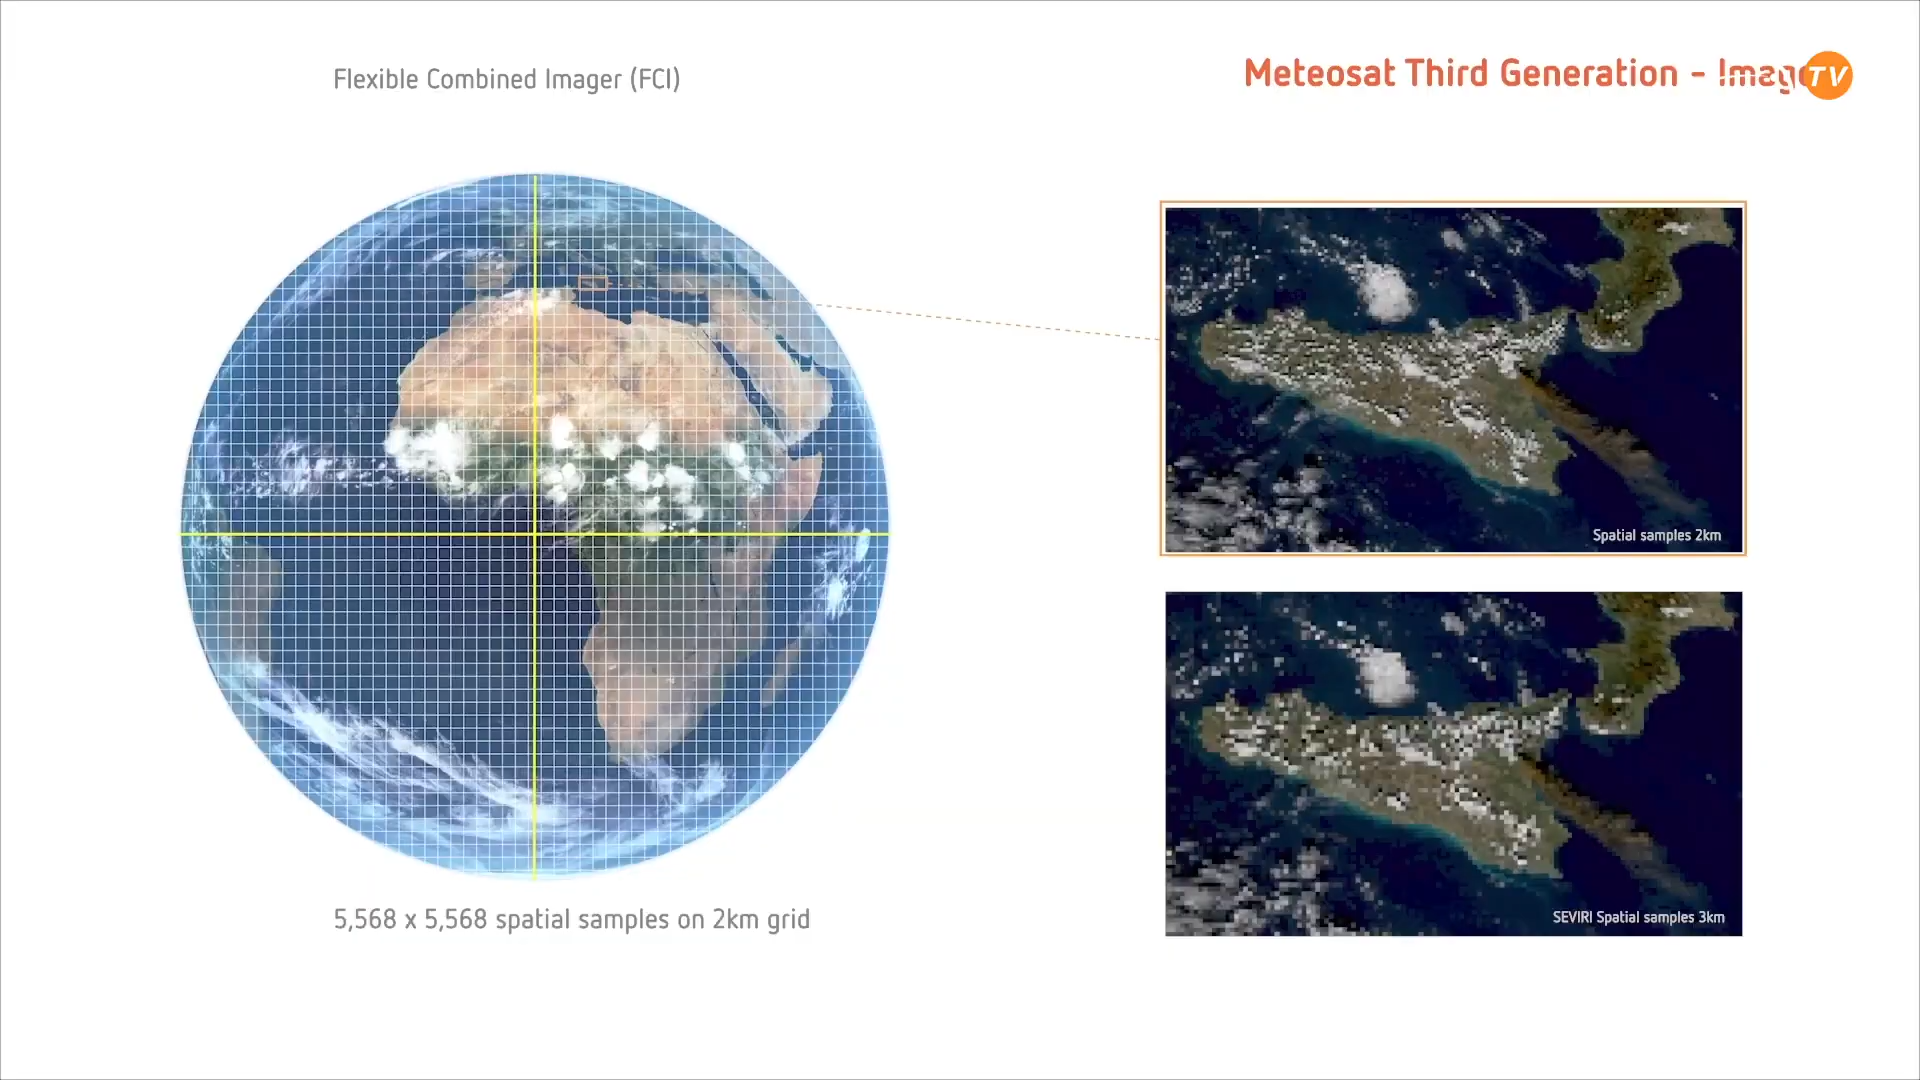 Flexible Combined Imager (FCI)
Meteosat Third Generation -
TV
Spatial samples 2km
SEVIRI Spatial samples 3km
5,568 x 5,568 spatial samples on 2km grid